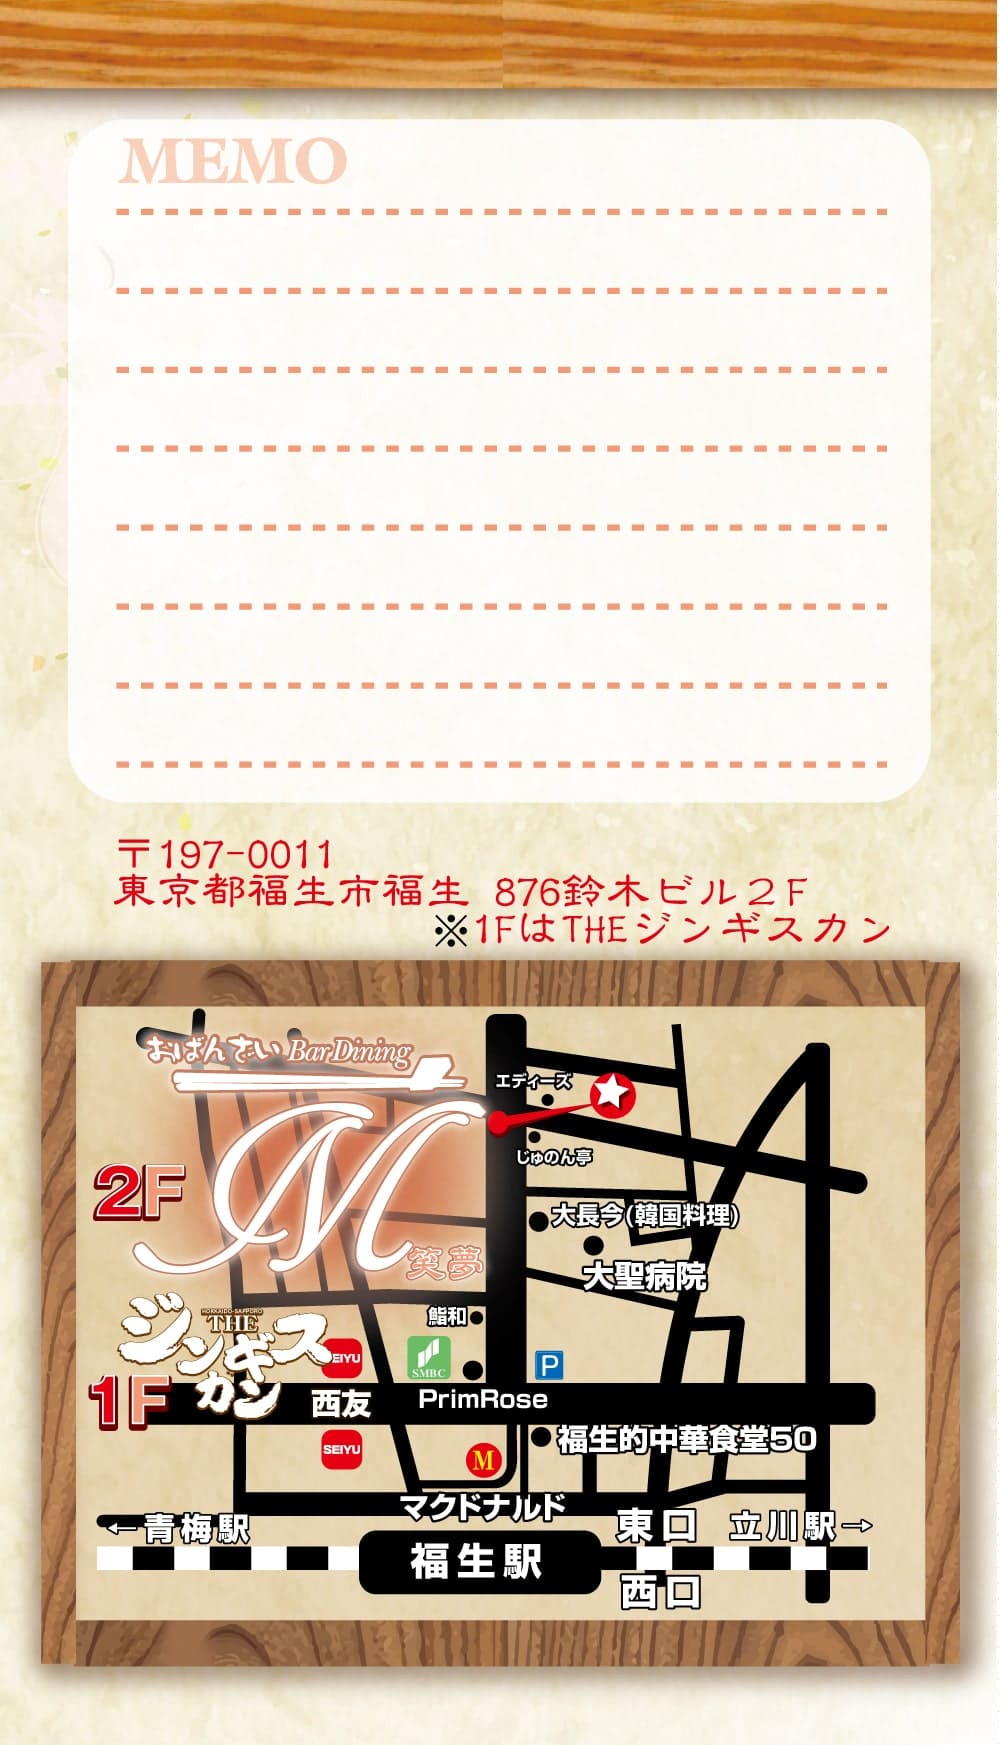 MEMO
〒197-0011
東京都福生市福生 876鈴木ビル２F
※1FはTHEジンギスカン
おばんざい Bar Dining
M
笑夢
2F
エディーズ
じゅのん亭
大長今(韓国料理)
大聖病院
鮨和
HOKKAIDO-SAPPORO
THE
ジンギスカン
1F
SEIYU
西友
SMBC
PrimRose
P
福生的中華食堂50
SEIYU
M
マクドナルド
←青梅駅
東口
立川駅→
福生駅
西口